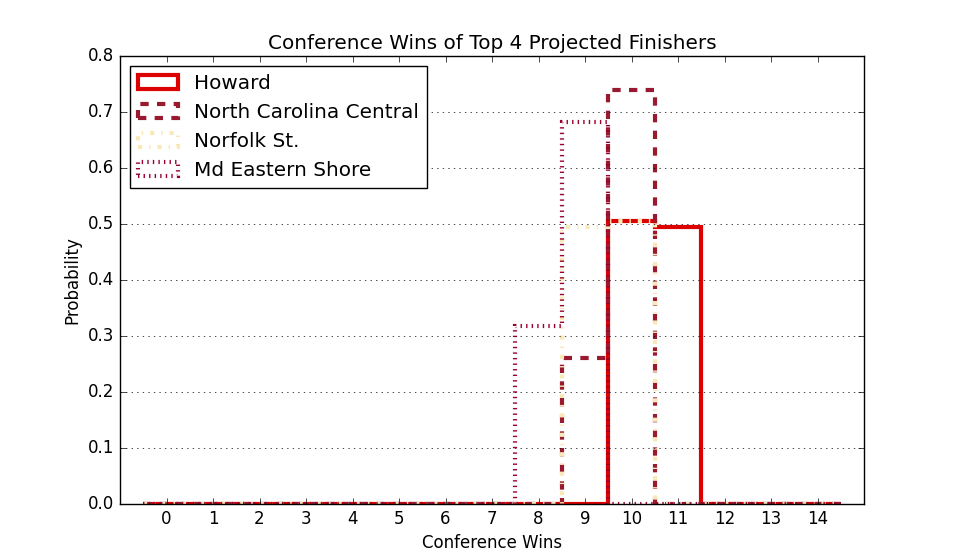 Conference Wins of Top 4 Projected Finishers
0.8
0.7
0.6
0.5
0.4
0.3
0.2
0.1
0.0
Probability
Howard
North Carolina Central
Norfolk St.
Md Eastern Shore
0 1 2 3 4 5 6 7 8 9 10 11 12 13 14
Conference Wins